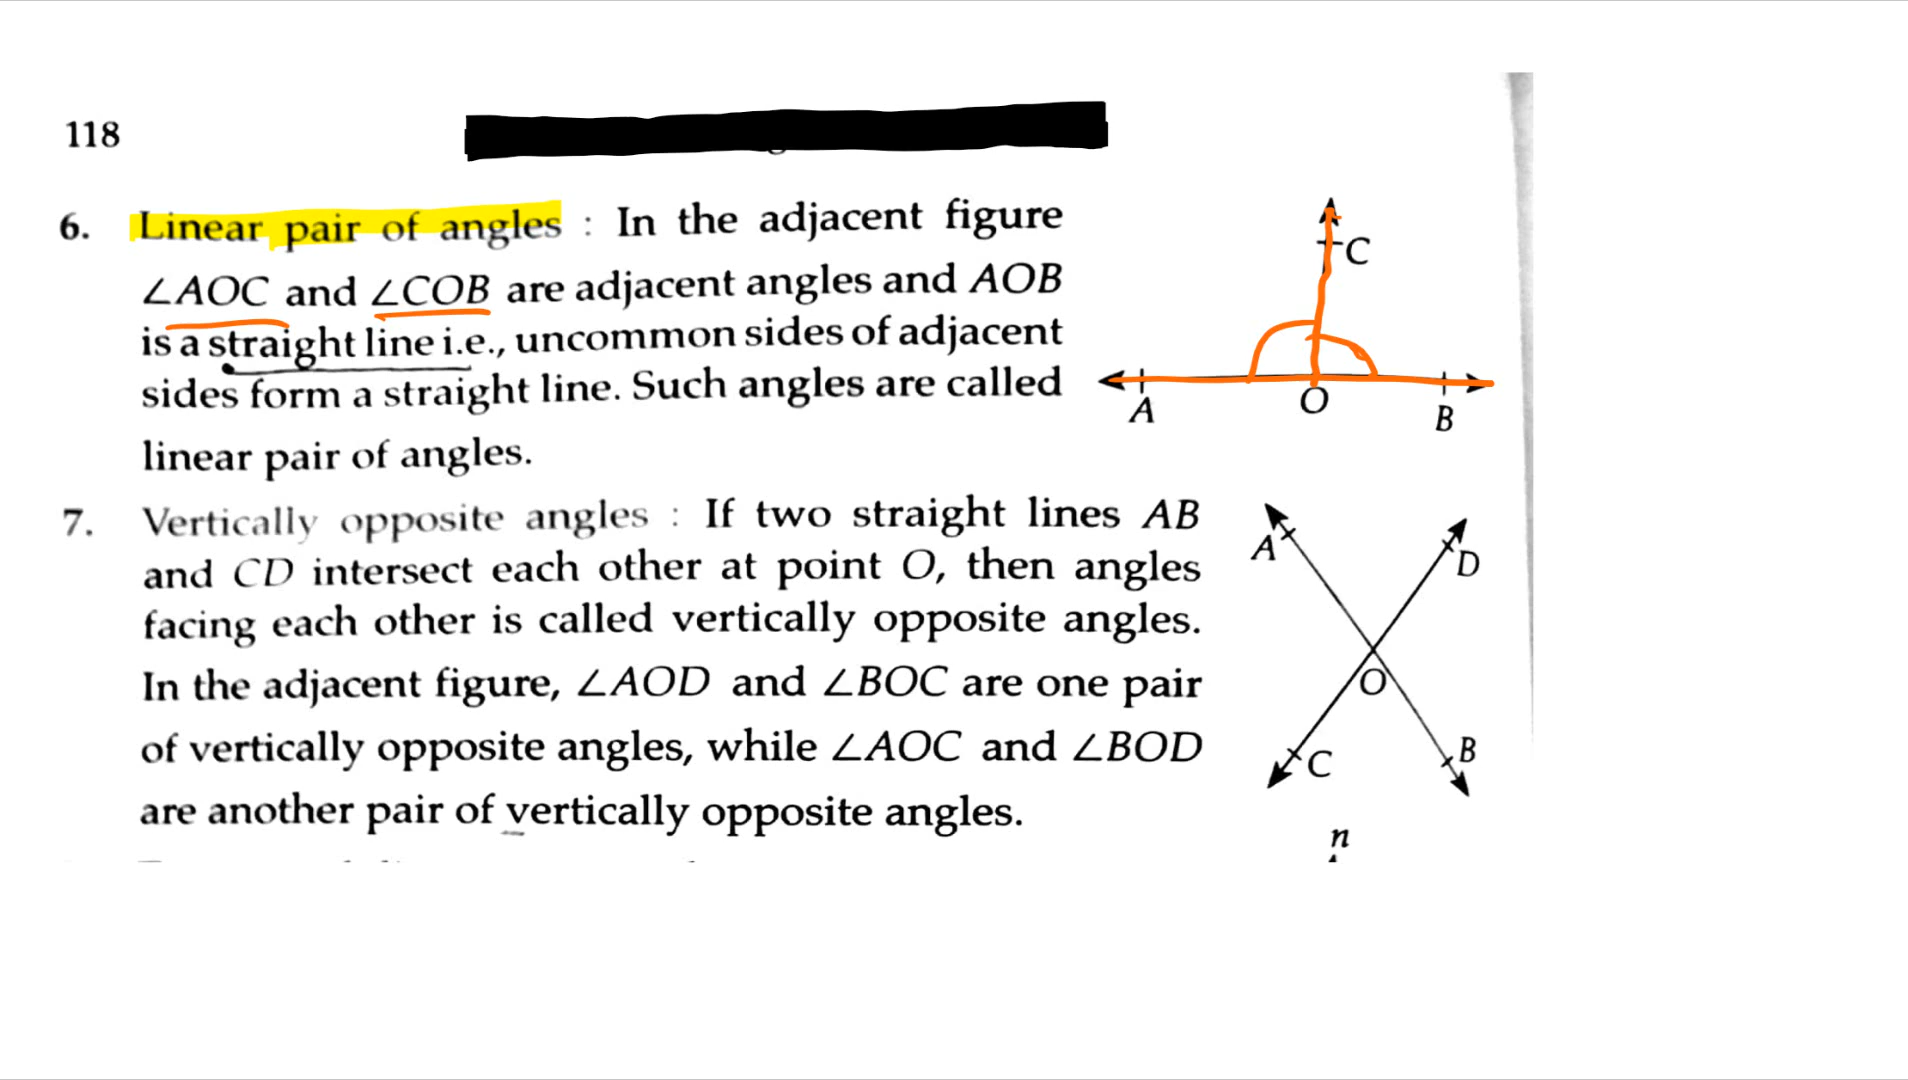 118
6. Linear pair of angles : In the adjacent figure
∠AOC and ∠COB are adjacent angles and AOB
is a straight line i.e., uncommon sides of adjacent
sides form a straight line. Such angles are called
linear pair of angles.
C
A
O
B
7. Vertically opposite angles : If two straight lines AB
and CD intersect each other at point O, then angles
facing each other is called vertically opposite angles.
In the adjacent figure, ∠AOD and ∠BOC are one pair
of vertically opposite angles, while ∠AOC and ∠BOD
are another pair of vertically opposite angles.
A
D
O
C
B
n